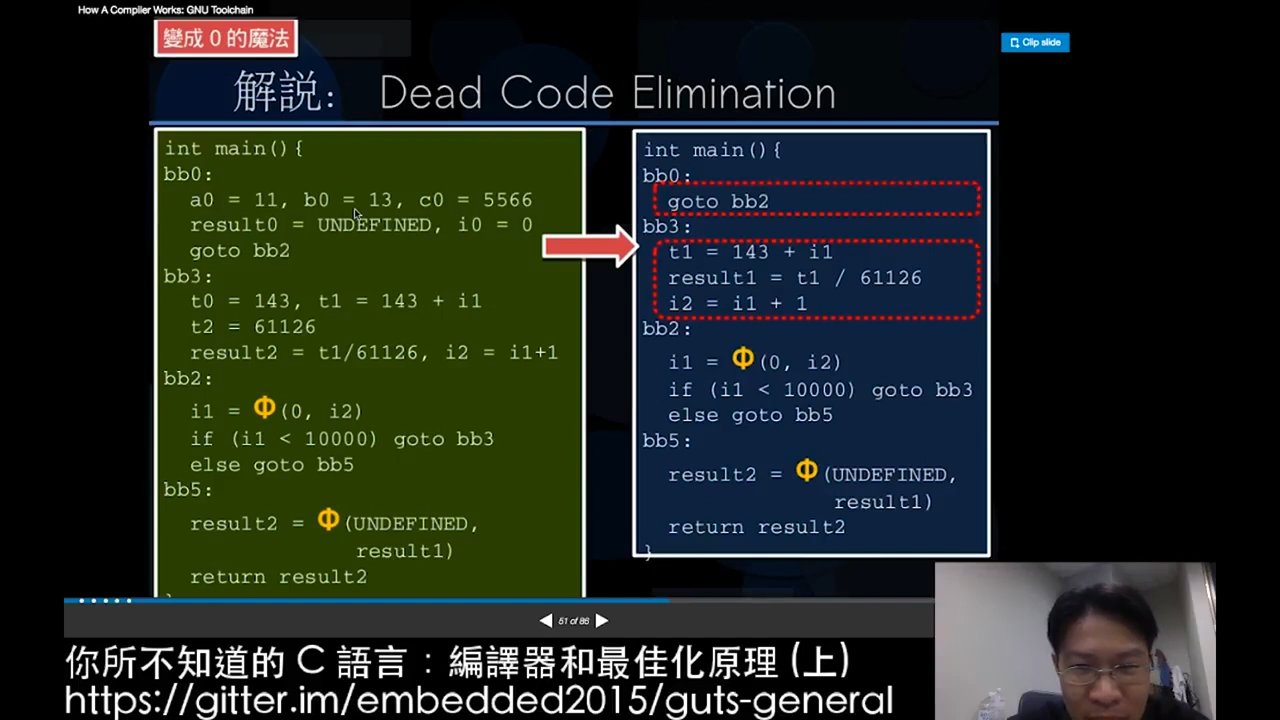 How A Compiler Works: GNU Toolchain
變成 0 的魔法
Clip slide
解説: Dead Code Elimination
int main(){
bb0:
a0 = 11, b0 = 13, c0 = 5566
result0 = UNDEFINED, i0 = 0
goto bb2
bb3:
t0 = 143, t1 = 143 + i1
t2 = 61126
result2 = t1/61126, i2 = i1+1
bb2:
i1 = Φ(0, i2)
if (i1 < 10000) goto bb3
else goto bb5
bb5:
result2 = Φ(UNDEFINED,
result1)
return result2
}
int main(){
bb0:
goto bb2
bb3:
t1 = 143 + i1
result1 = t1 / 61126
i2 = i1 + 1
bb2:
i1 = Φ(0, i2)
if (i1 < 10000) goto bb3
else goto bb5
bb5:
result2 = Φ(UNDEFINED,
result1)
return result2
}
51 of 86
你所不知道的 C 語言：編譯器和最佳化原理 (上)
https://gitter.im/embedded2015/guts-general